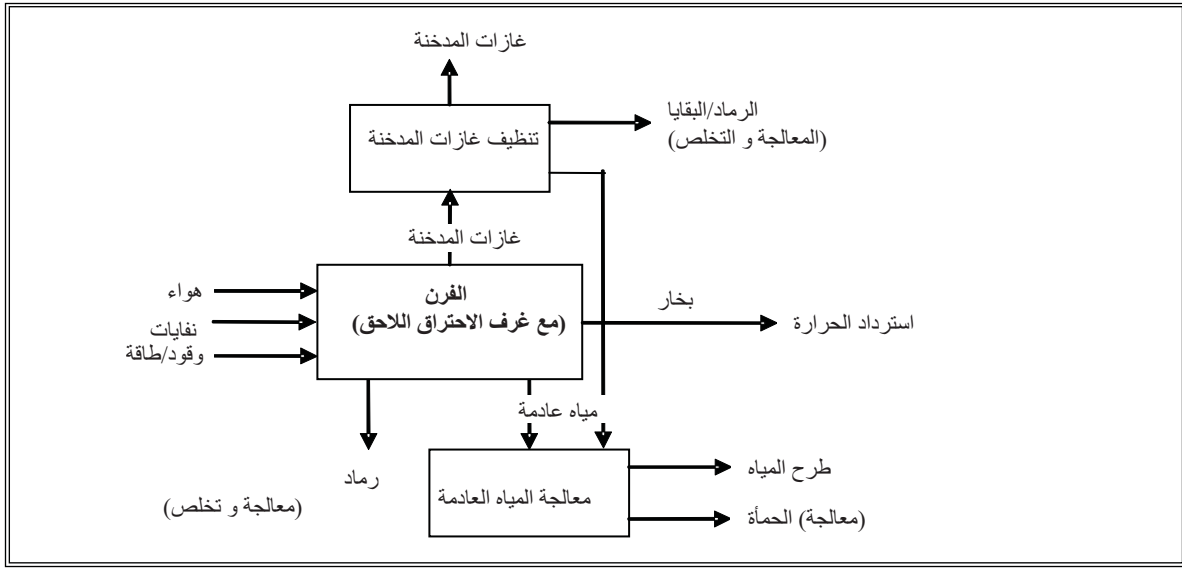 غازات المدخنة
تنظيف غازات المدخنة
الرماد/البقايا
(المعالجة و التخلص)
غازات المدخنة
هواء
نفايات
وقود/طاقة
الفرن
(مع غرف الاحتراق اللاحق)
بخار
استرداد الحرارة
مياه عادمة
رماد
(معالجة و تخلص)
معالجة المياه العادمة
طرح المياه
(معالجة) الحمأة